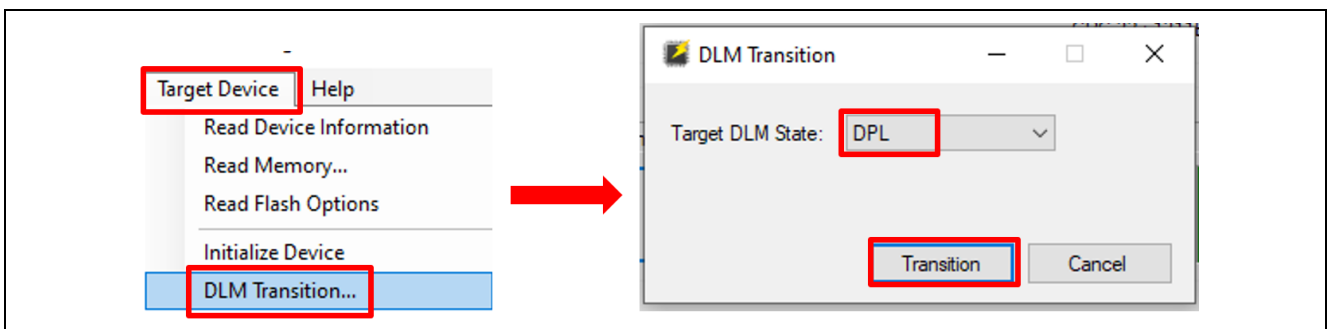 Target Device Help
Read Device Information
Read Memory...
Read Flash Options
Initialize Device
DLM Transition...
DLM Transition
Target DLM State: DPL
Transition Cancel